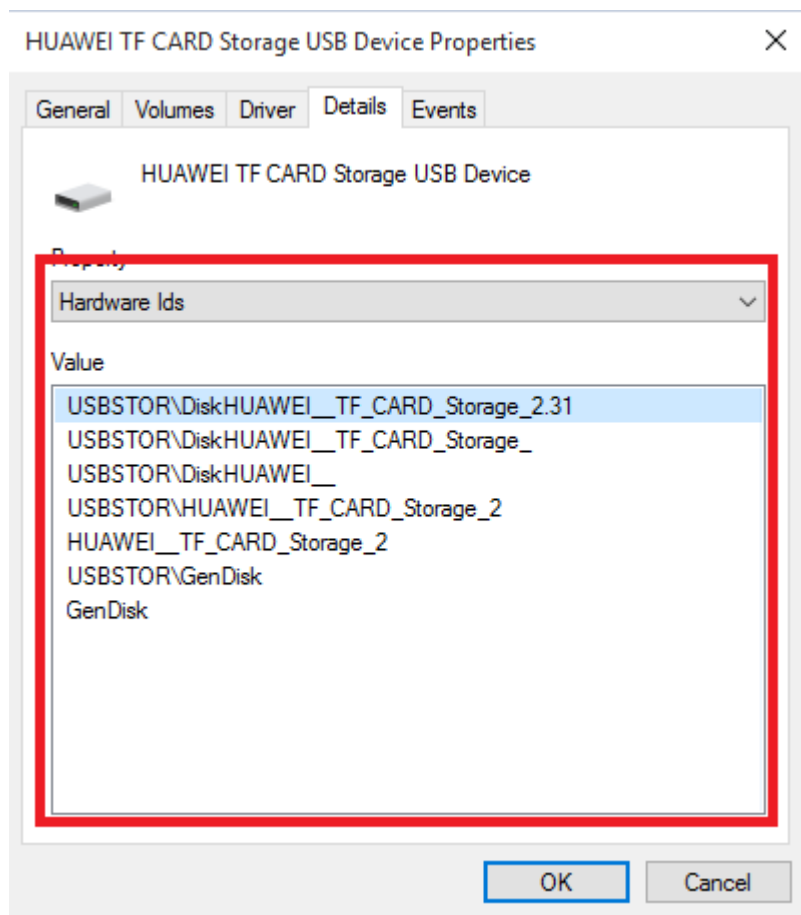 HUAWEI TF CARD Storage USB Device Properties
General Volumes Driver Details Events
HUAWEI TF CARD Storage USB Device
Property
Hardware Ids
Value
USBSTOR\DiskHUAWEI__TF_CARD_Storage_2.31
USBSTOR\DiskHUAWEI__TF_CARD_Storage_
USBSTOR\DiskHUAWEI__
USBSTOR\HUAWEI__TF_CARD_Storage_2
HUAWEI__TF_CARD_Storage_2
USBSTOR\GenDisk
GenDisk
OK Cancel